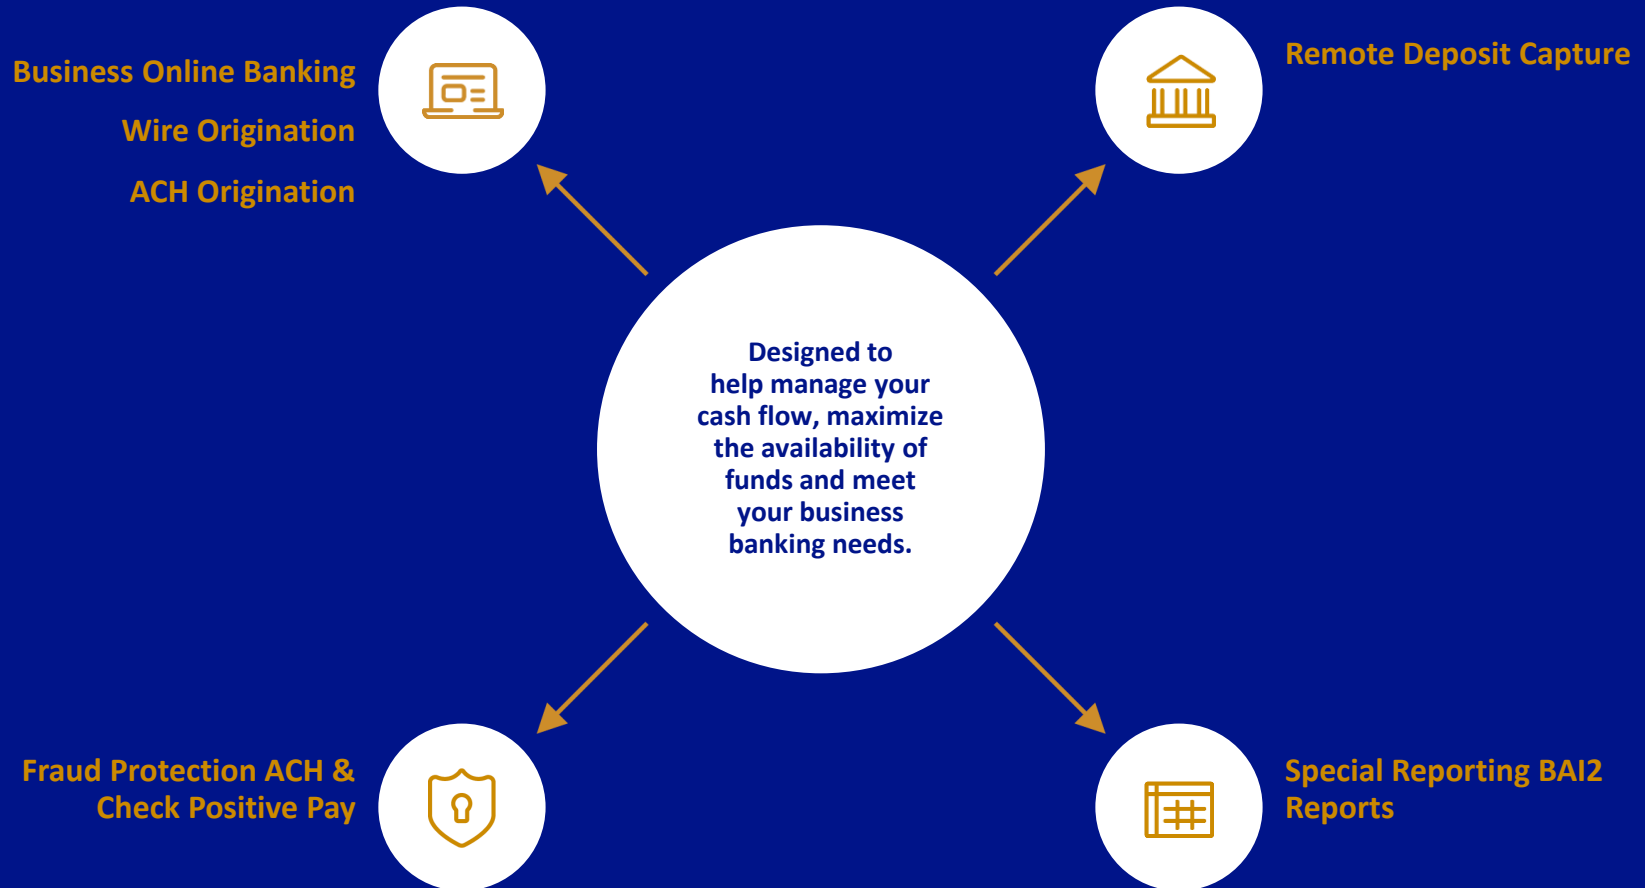 Business Online Banking
Wire Origination
ACH Origination
Remote Deposit Capture
Designed to
help manage your
cash flow, maximize
the availability of
funds and meet
your business
banking needs.
Fraud Protection ACH &
Check Positive Pay
Special Reporting BAI2
Reports